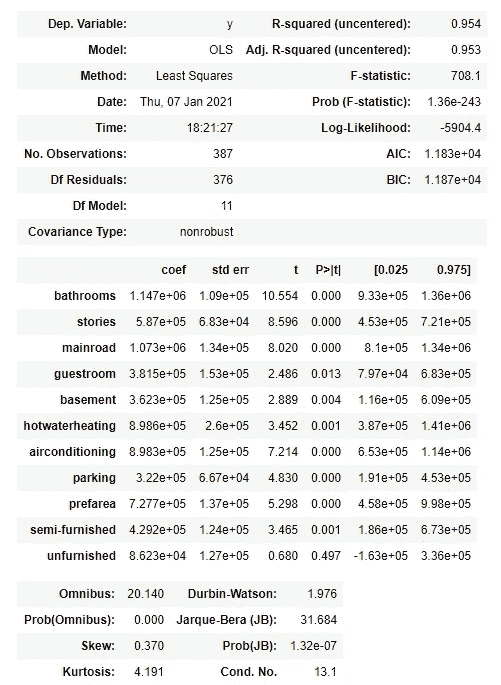 Dep. Variable: y R-squared (uncentered): 0.954
Model: OLS Adj. R-squared (uncentered): 0.953
Method: Least Squares F-statistic: 708.1
Date: Thu, 07 Jan 2021 Prob (F-statistic): 1.36e-243
Time: 18:21:27 Log-Likelihood: -5904.4
No. Observations: 387 AIC: 1.183e+04
Df Residuals: 376 BIC: 1.187e+04
Df Model: 11
Covariance Type: nonrobust
coef std err t P>|t| [0.025 0.975]
bathrooms 1.147e+06 1.09e+05 10.554 0.000 9.33e+05 1.36e+06
stories 5.87e+05 6.83e+04 8.596 0.000 4.53e+05 7.21e+05
mainroad 1.073e+06 1.34e+05 8.020 0.000 8.1e+05 1.34e+06
guestroom 3.815e+05 1.53e+05 2.486 0.013 7.97e+04 6.83e+05
basement 3.623e+05 1.25e+05 2.889 0.004 1.16e+05 6.09e+05
hotwaterheating 8.986e+05 2.6e+05 3.452 0.001 3.87e+05 1.41e+06
airconditioning 8.983e+05 1.25e+05 7.214 0.000 6.53e+05 1.14e+06
parking 3.22e+05 6.67e+04 4.830 0.000 1.91e+05 4.53e+05
prefarea 7.277e+05 1.37e+05 5.298 0.000 4.58e+05 9.98e+05
semi-furnished 4.292e+05 1.24e+05 3.465 0.001 1.86e+05 6.73e+05
unfurnished 8.623e+04 1.27e+05 0.680 0.497 -1.63e+05 3.36e+05
Omnibus: 20.140 Durbin-Watson: 1.976
Prob(Omnibus): 0.000 Jarque-Bera (JB): 31.684
Skew: 0.370 Prob(JB): 1.32e-07
Kurtosis: 4.191 Cond. No. 13.1